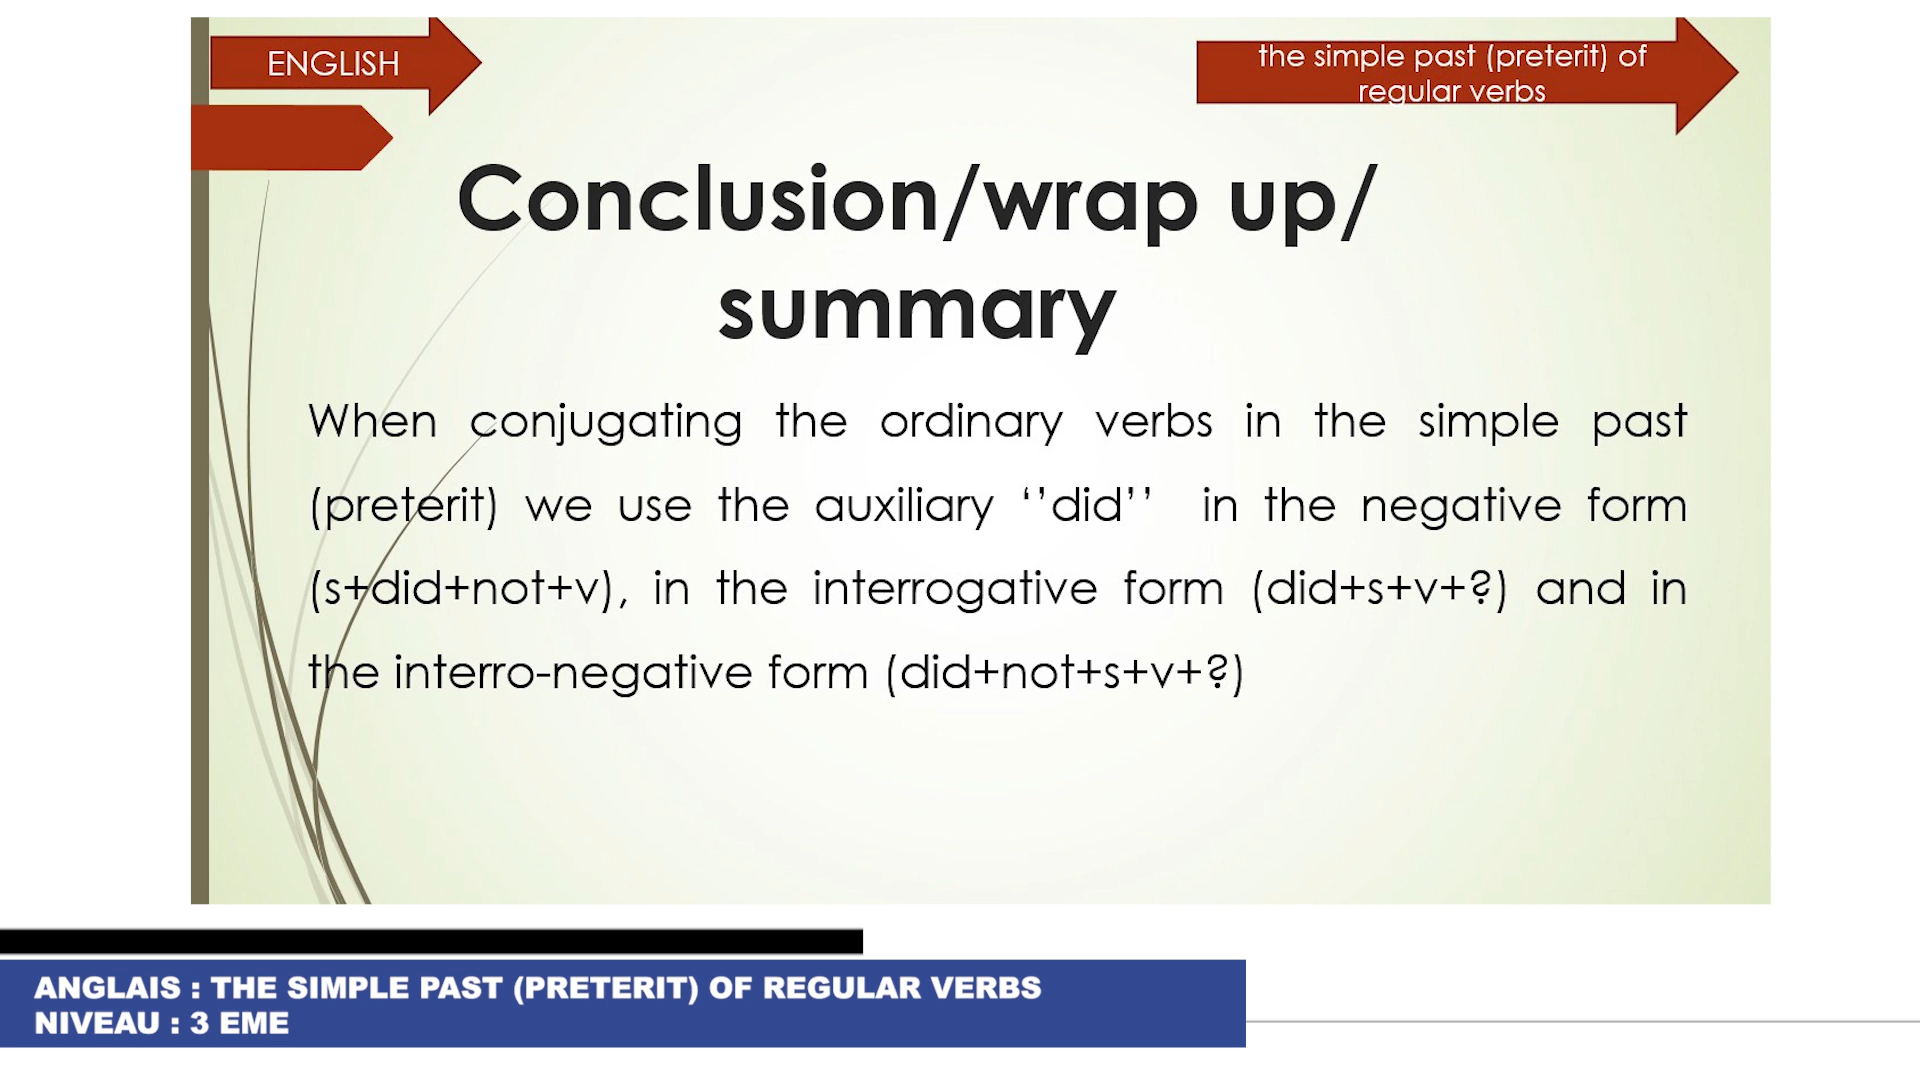 ENGLISH
the simple past (preterit) of
regular verbs
Conclusion/wrap up/
summary
When conjugating the ordinary verbs in the simple past
(preterit) we use the auxiliary ‘’did’’ in the negative form
(s+did+not+v), in the interrogative form (did+s+v+?) and in
the interro-negative form (did+not+s+v+?)
ANGLAIS : THE SIMPLE PAST (PRETERIT) OF REGULAR VERBS
NIVEAU : 3 EME